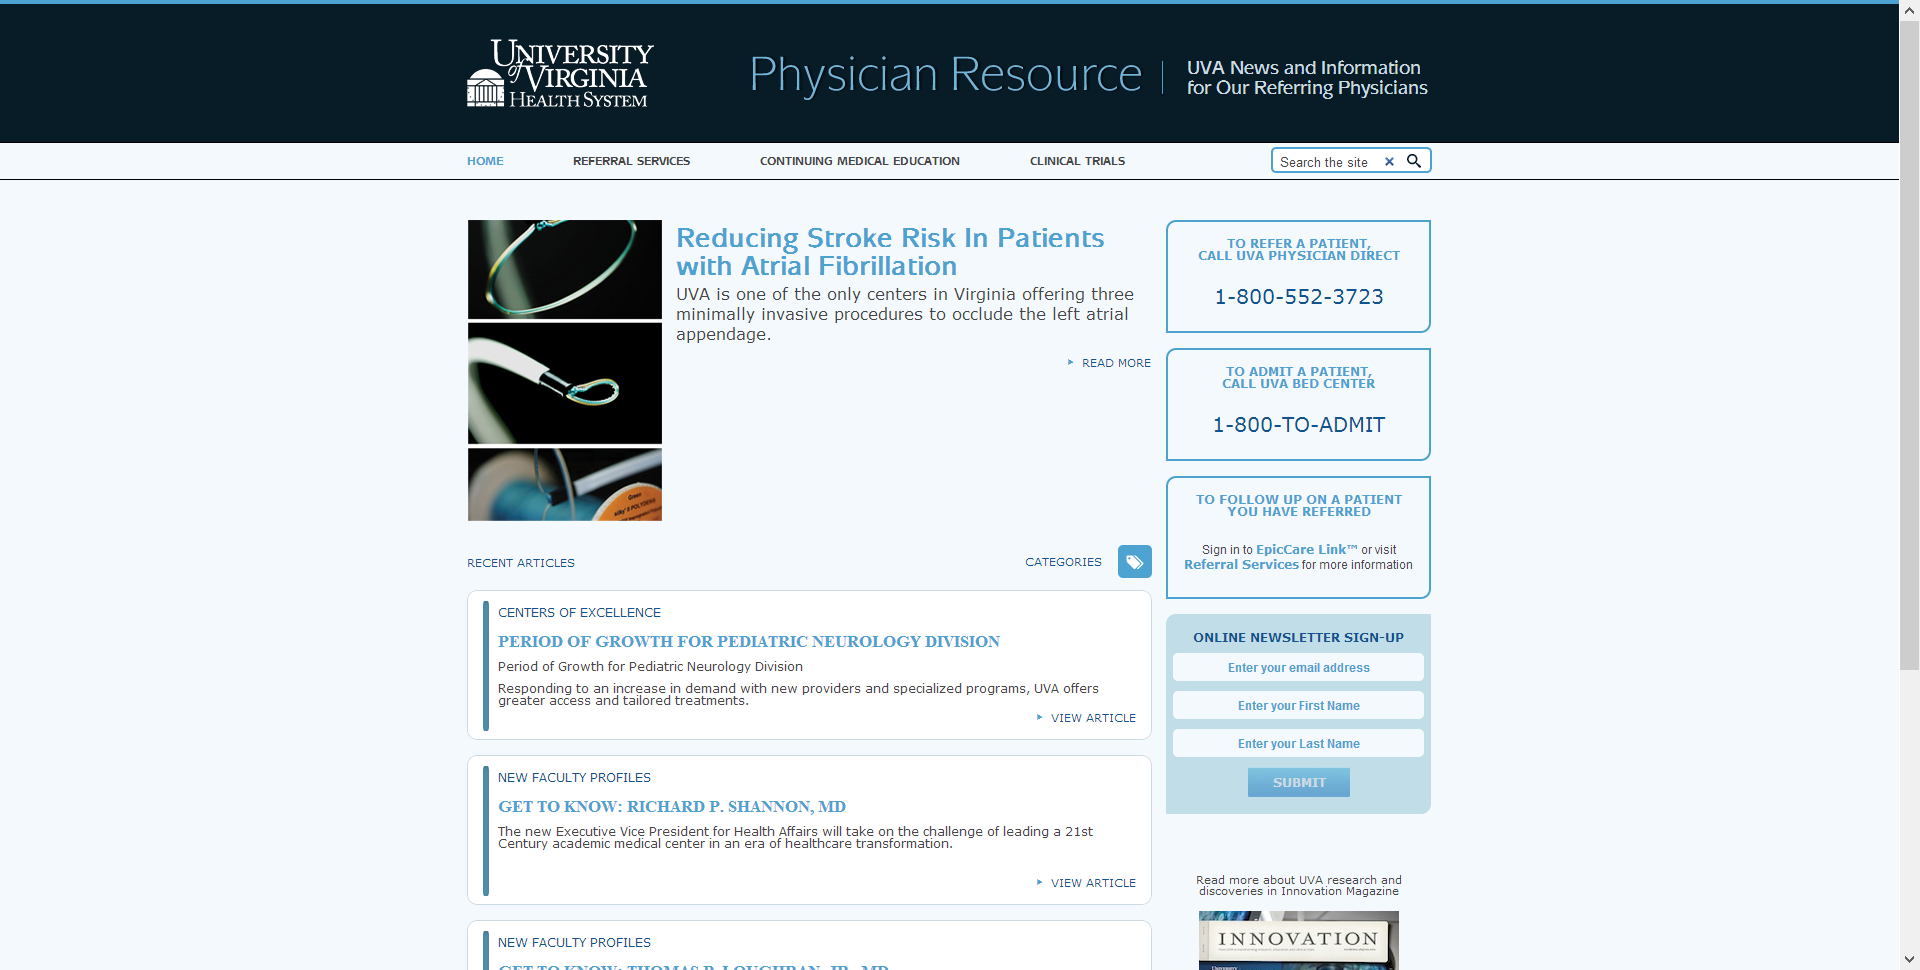 UNIVERSITY
of VIRGINIA
HEALTH SYSTEM
Physician Resource
UVA News and Information
for Our Referring Physicians
HOME
REFERRAL SERVICES
CONTINUING MEDICAL EDUCATION
CLINICAL TRIALS
Search the site
Reducing Stroke Risk In Patients
with Atrial Fibrillation
UVA is one of the only centers in Virginia offering three
minimally invasive procedures to occlude the left atrial
appendage.
READ MORE
Green
RECENT ARTICLES
CATEGORIES
CENTERS OF EXCELLENCE
PERIOD OF GROWTH FOR PEDIATRIC NEUROLOGY DIVISION
Period of Growth for Pediatric Neurology Division
Responding to an increase in demand with new providers and specialized programs, UVA offers
greater access and tailored treatments.
VIEW ARTICLE
NEW FACULTY PROFILES
GET TO KNOW: RICHARD P. SHANNON, MD
The new Executive Vice President for Health Affairs will take on the challenge of leading a 21st
Century academic medical center in an era of healthcare transformation.
VIEW ARTICLE
NEW FACULTY PROFILES
GET TO KNOW: THOMAS P. LOUGHRAN, JR., MD
TO REFER A PATIENT,
CALL UVA PHYSICIAN DIRECT
1-800-552-3723
TO ADMIT A PATIENT,
CALL UVA BED CENTER
1-800-TO-ADMIT
TO FOLLOW UP ON A PATIENT
YOU HAVE REFERRED
Sign in to EpicCare Link™ or visit
Referral Services for more information
ONLINE NEWSLETTER SIGN-UP
Enter your email address
Enter your First Name
Enter your Last Name
SUBMIT
Read more about UVA research and
discoveries in Innovation Magazine
INNOVATION